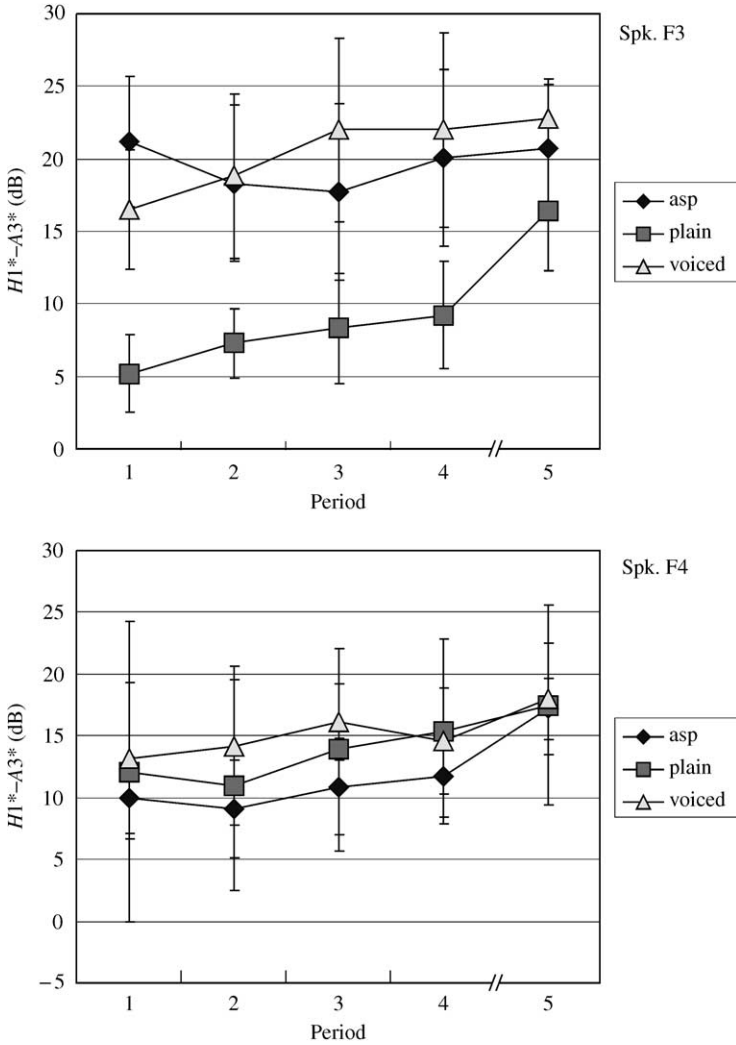 Spk. F3
30
25
20
15
10
5
0
H1*–A3* (dB)
asp
plain
voiced
1 2 3 4 5
Period
Spk. F4
30
25
20
15
10
5
0
−5
H1*–A3* (dB)
asp
plain
voiced
1 2 3 4 5
Period